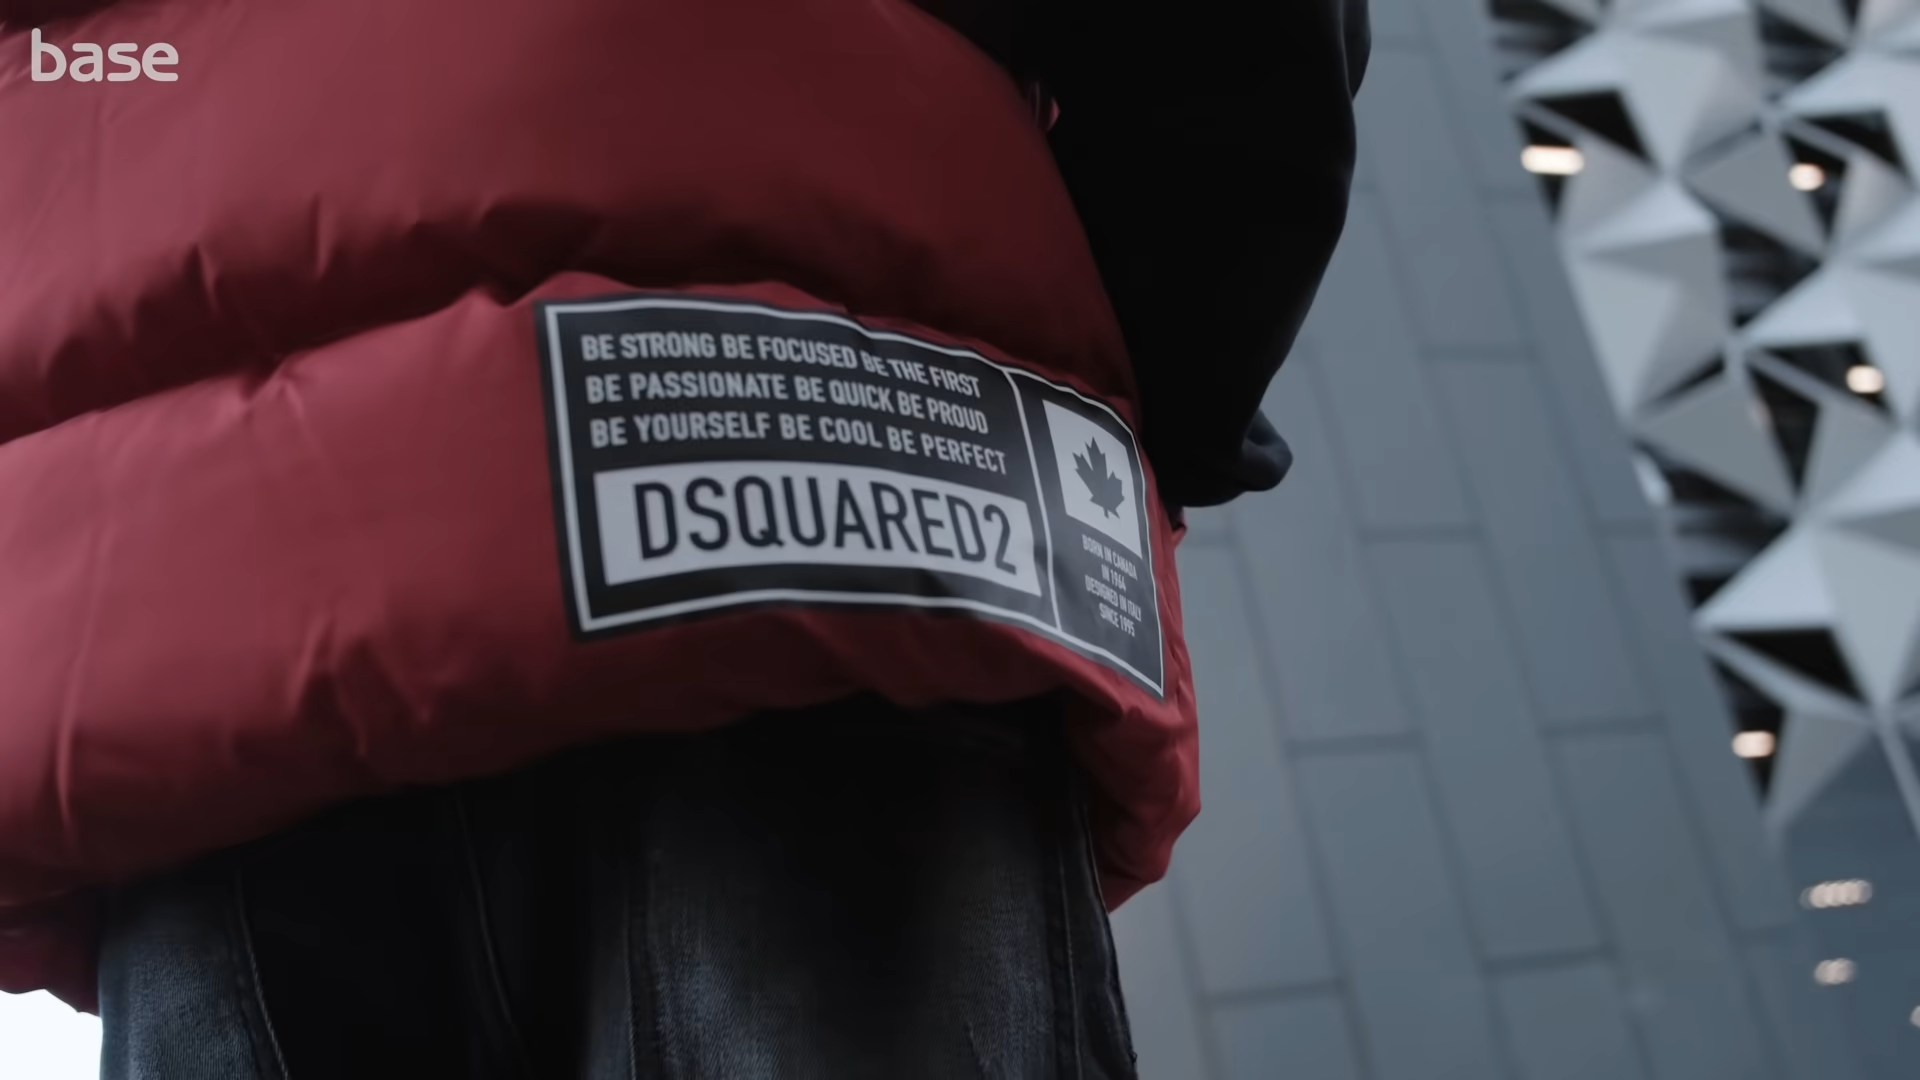 base
BE STRONG BE FOCUSED BE THE FIRST
BE PASSIONATE BE QUICK BE PROUD
BE YOURSELF BE COOL BE PERFECT
DSQUARED2
BORN IN CANADA
IN 1964
DESIGNED IN ITALY
SINCE 1995